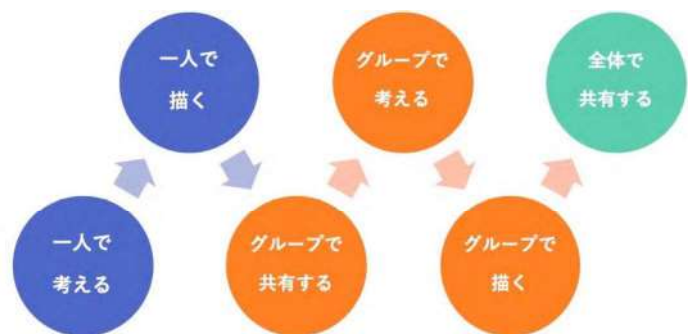 一人で
描く
グループで
考える
全体で
共有する
一人で
考える
グループで
共有する
グループで
描く